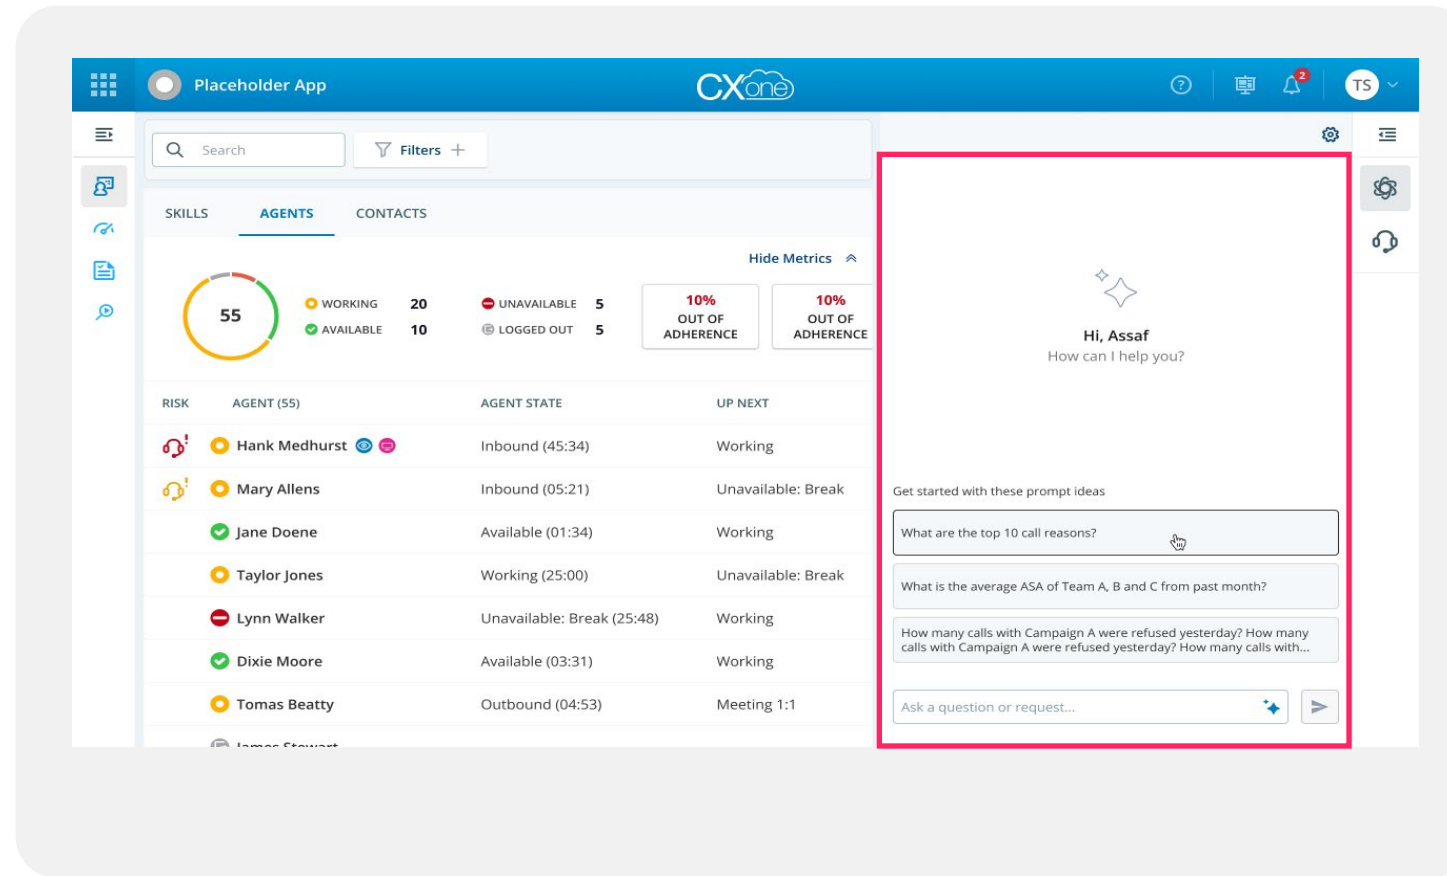 Placeholder App
CXone
2
TS
Search
Filters
SKILLS
AGENTS
CONTACTS
Hide Metrics
55
WORKING 20
AVAILABLE 10
UNAVAILABLE 5
LOGGED OUT 5
10%
OUT OF
ADHERENCE
10%
OUT OF
ADHERENCE
RISK AGENT (55) AGENT STATE UP NEXT
Hank Medhurst Inbound (45:34) Working
Mary Allens Inbound (05:21) Unavailable: Break
Jane Doene Available (01:34) Working
Taylor Jones Working (25:00) Unavailable: Break
Lynn Walker Unavailable: Break (25:48) Working
Dixie Moore Available (03:31) Working
Tomas Beatty Outbound (04:53) Meeting 1:1
James Stewart
Hi, Assaf
How can I help you?
Get started with these prompt ideas
What are the top 10 call reasons?
What is the average ASA of Team A, B and C from past month?
How many calls with Campaign A were refused yesterday? How many
calls with Campaign A were refused yesterday? How many calls with...
Ask a question or request...